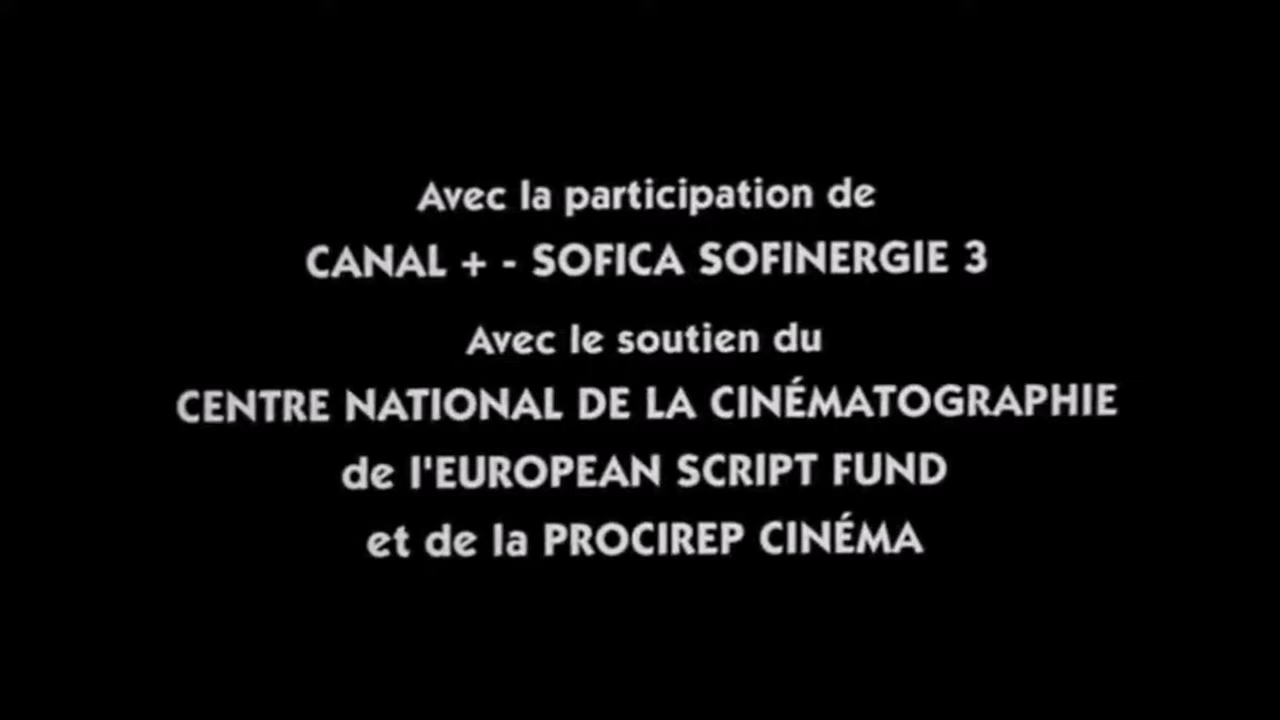 Avec la participation de
CANAL + - SOFICA SOFINERGIE 3
Avec le soutien du
CENTRE NATIONAL DE LA CINÉMATOGRAPHIE
de l'EUROPEAN SCRIPT FUND
et de la PROCIREP CINÉMA